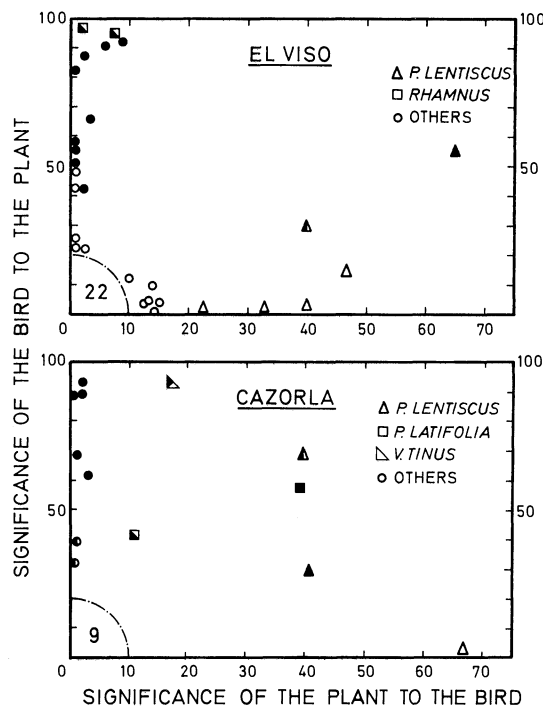 100
100
EL VISO
P. LENTISCUS
RHAMNUS
OTHERS
50
50
22
0 10 20 30 40 50 60 70
100
100
CAZORLA
P. LENTISCUS
P. LATIFOLIA
V. TINUS
OTHERS
50
50
9
0 10 20 30 40 50 60 70
SIGNIFICANCE OF THE BIRD TO THE PLANT
SIGNIFICANCE OF THE PLANT TO THE BIRD